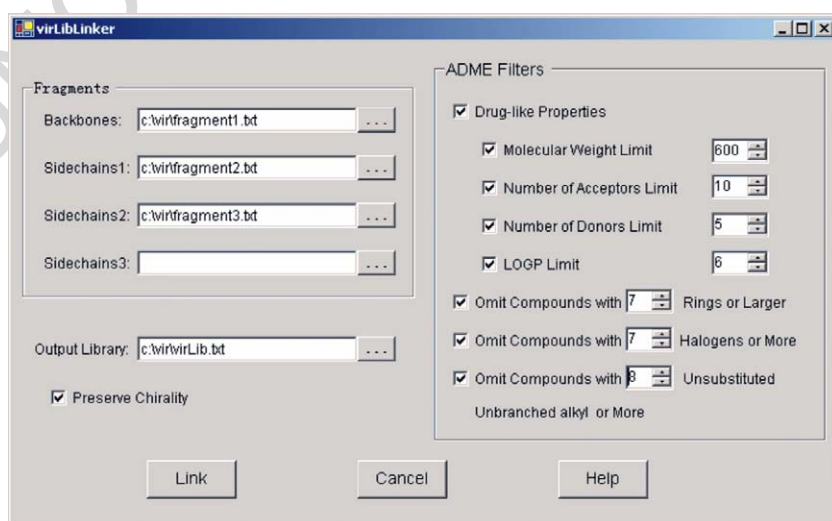 virLibLinker
Fragments
Backbones: c:\vir\fragment1.txt ...
Sidechains1: c:\vir\fragment2.txt ...
Sidechains2: c:\vir\fragment3.txt ...
Sidechains3: ...
Output Library: c:\vir\virLib.txt ...
Preserve Chirality
ADME Filters
Drug-like Properties
Molecular Weight Limit 600
Number of Acceptors Limit 10
Number of Donors Limit 5
LOGP Limit 6
Omit Compounds with 7 Rings or Larger
Omit Compounds with 7 Halogens or More
Omit Compounds with 8 Unsubstituted
Unbranched alkyl or More
Link Cancel Help